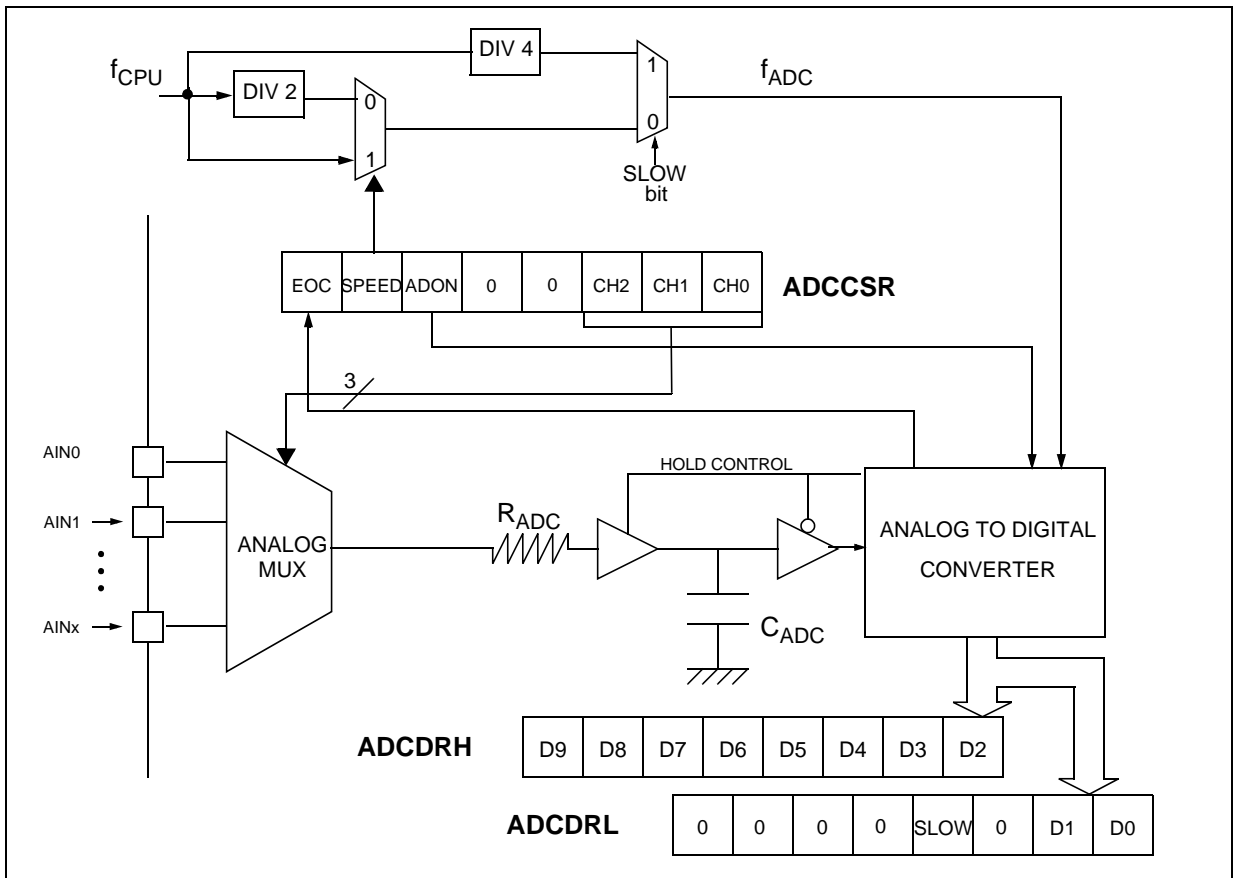 DIV 4
fCPU
DIV 2
0
1
1
0
fADC
SLOW
bit
EOC SPEED ADON 0 0 CH2 CH1 CH0 ADCCSR
3
AIN0
AIN1
AINx
ANALOG
MUX
RADC
HOLD CONTROL
CADC
ANALOG TO DIGITAL
CONVERTER
ADCDRH D9 D8 D7 D6 D5 D4 D3 D2
ADCDRL 0 0 0 0 SLOW 0 D1 D0